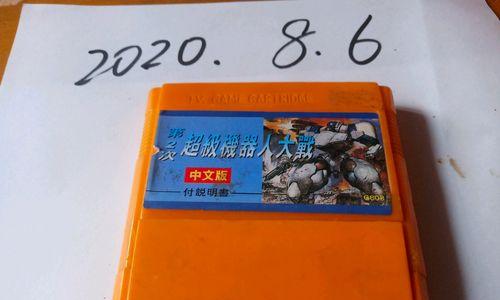 2020. 8. 6
TV GAME CARTRIDGE
第2次
超級機器人大戰
中文版
付説明書